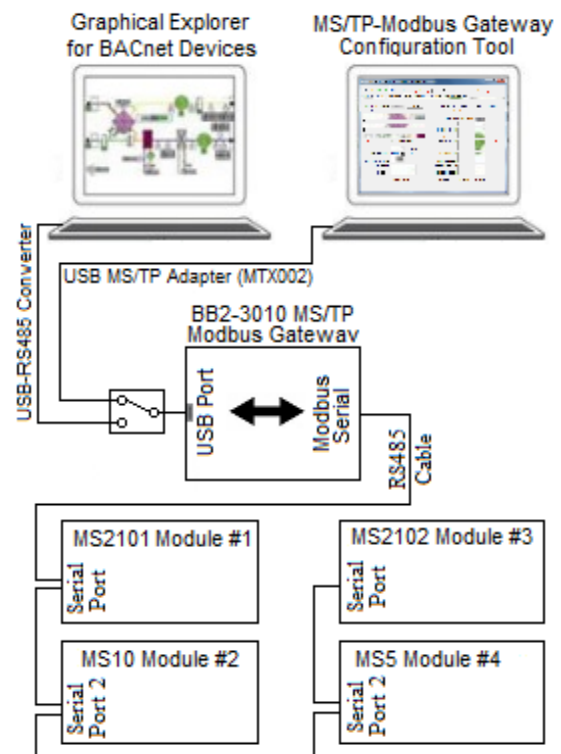 Graphical Explorer
for BACnet Devices
MS/TP-Modbus Gateway
Configuration Tool
USB-RS485 Converter
USB MS/TP Adapter (MTX002)
BB2-3010 MS/TP
Modbus Gateway
USB Port
Modbus
Serial
RS485
Cable
MS2101 Module #1
Serial
Port
MS2102 Module #3
Serial
Port
MS10 Module #2
Serial
Port 2
MS5 Module #4
Serial
Port 2